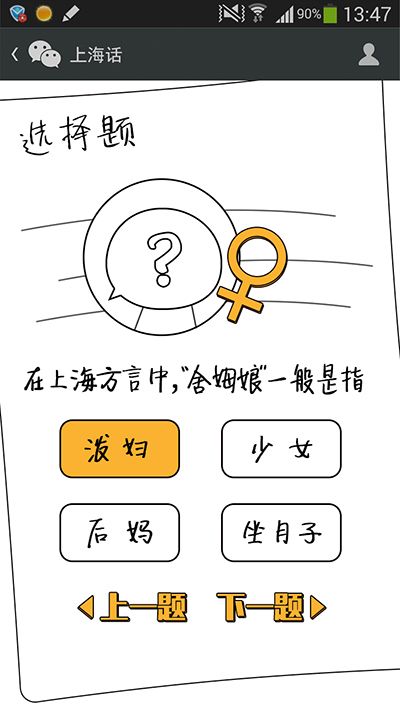 90% 13:47
上海话
选择题
?
在上海方言中，"舍姆娘"一般是指
泼妇 少女
后妈 坐月子
上一题 下一题